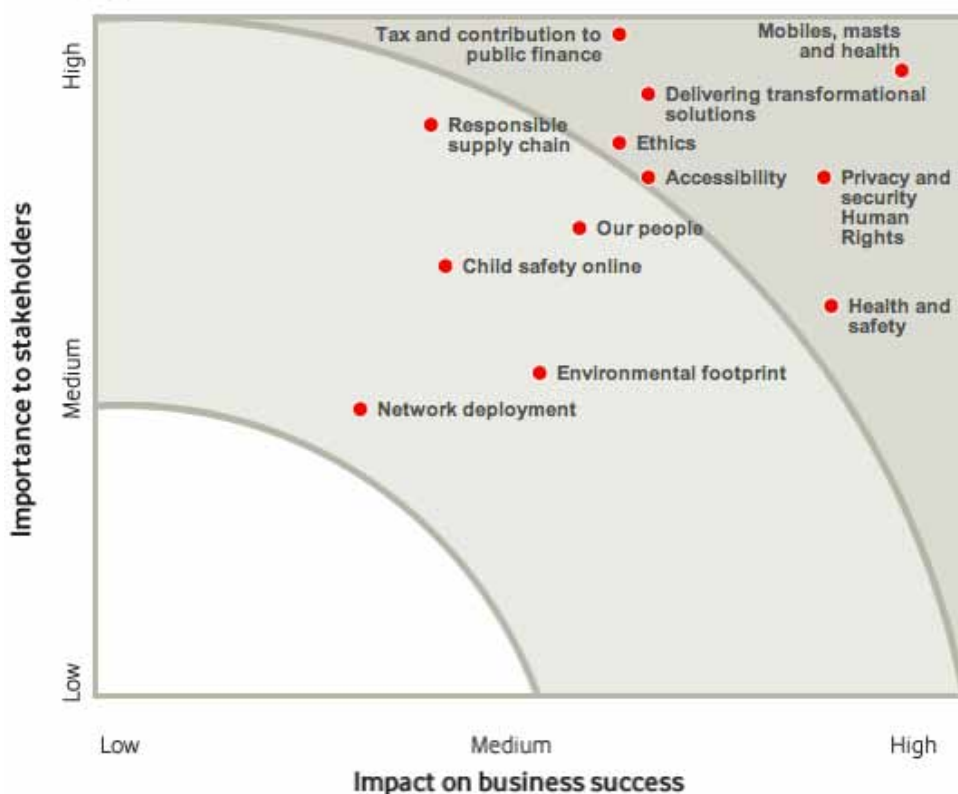 Tax and contribution to
public finance
Mobiles, masts
and health
Delivering transformational
solutions
Responsible
supply chain
Ethics
Accessibility
Privacy and
security
Human
Rights
Our people
Child safety online
Health and
safety
Environmental footprint
Network deployment
Importance to stakeholders
High
Medium
Low
Low
Medium
High
Impact on business success